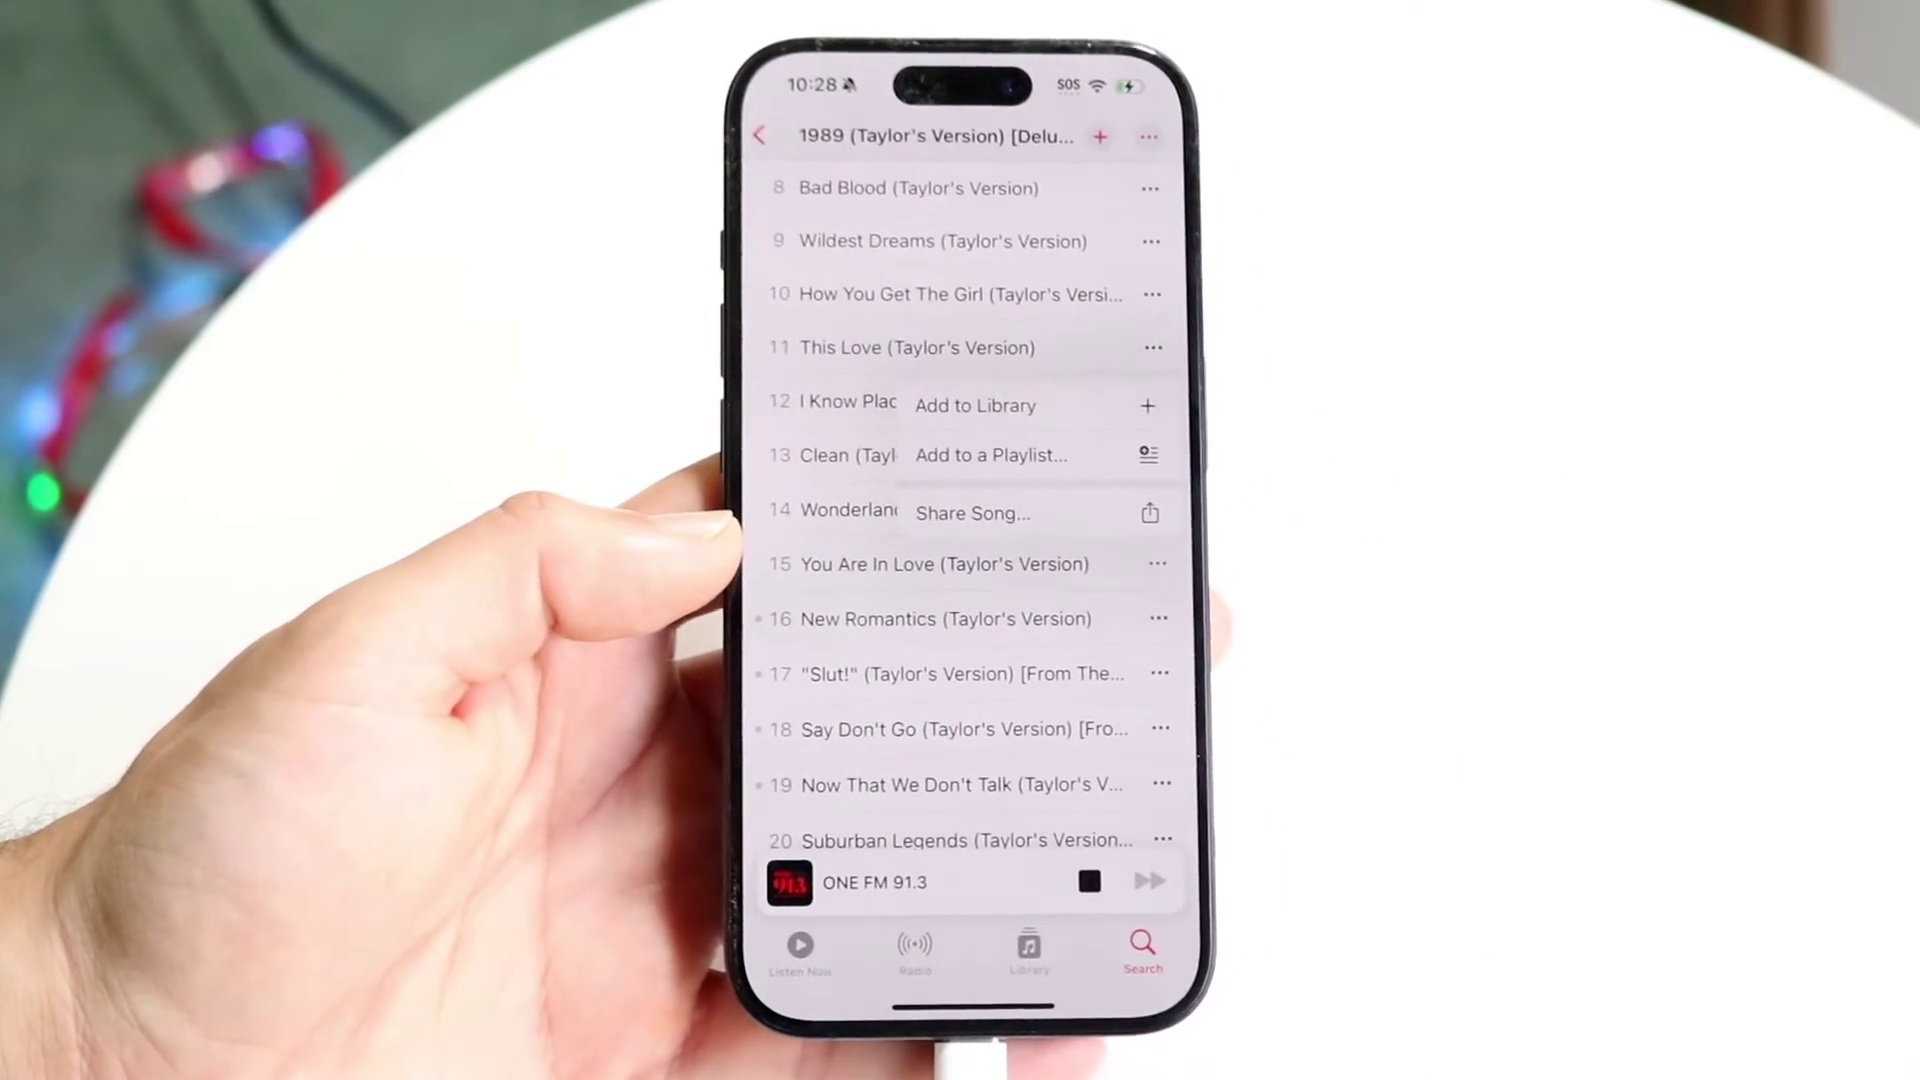 10:28 SOS
1989 (Taylor's Version) [Delu...
8 Bad Blood (Taylor's Version)
9 Wildest Dreams (Taylor's Version)
10 How You Get The Girl (Taylor's Versi...
11 This Love (Taylor's Version)
12 I Know Plac
Add to Library
13 Clean (Tayl
Add to a Playlist...
14 Wonderlan
Share Song...
15 You Are In Love (Taylor's Version)
16 New Romantics (Taylor's Version)
17 "Slut!" (Taylor's Version) [From The...
18 Say Don't Go (Taylor's Version) [Fro...
19 Now That We Don't Talk (Taylor's V...
20 Suburban Legends (Taylor's Version...
91.3 ONE FM 91.3
Listen Now Radio Library Search